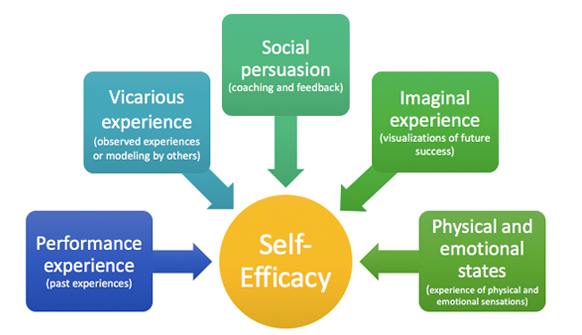 Social
persuasion
(coaching and feedback)
Vicarious
experience
(observed experiences
or modeling by others)
Imaginal
experience
(visualizations of future
success)
Performance
experience
(past experiences)
Self-
Efficacy
Physical and
emotional
states
(experience of physical and
emotional sensations)